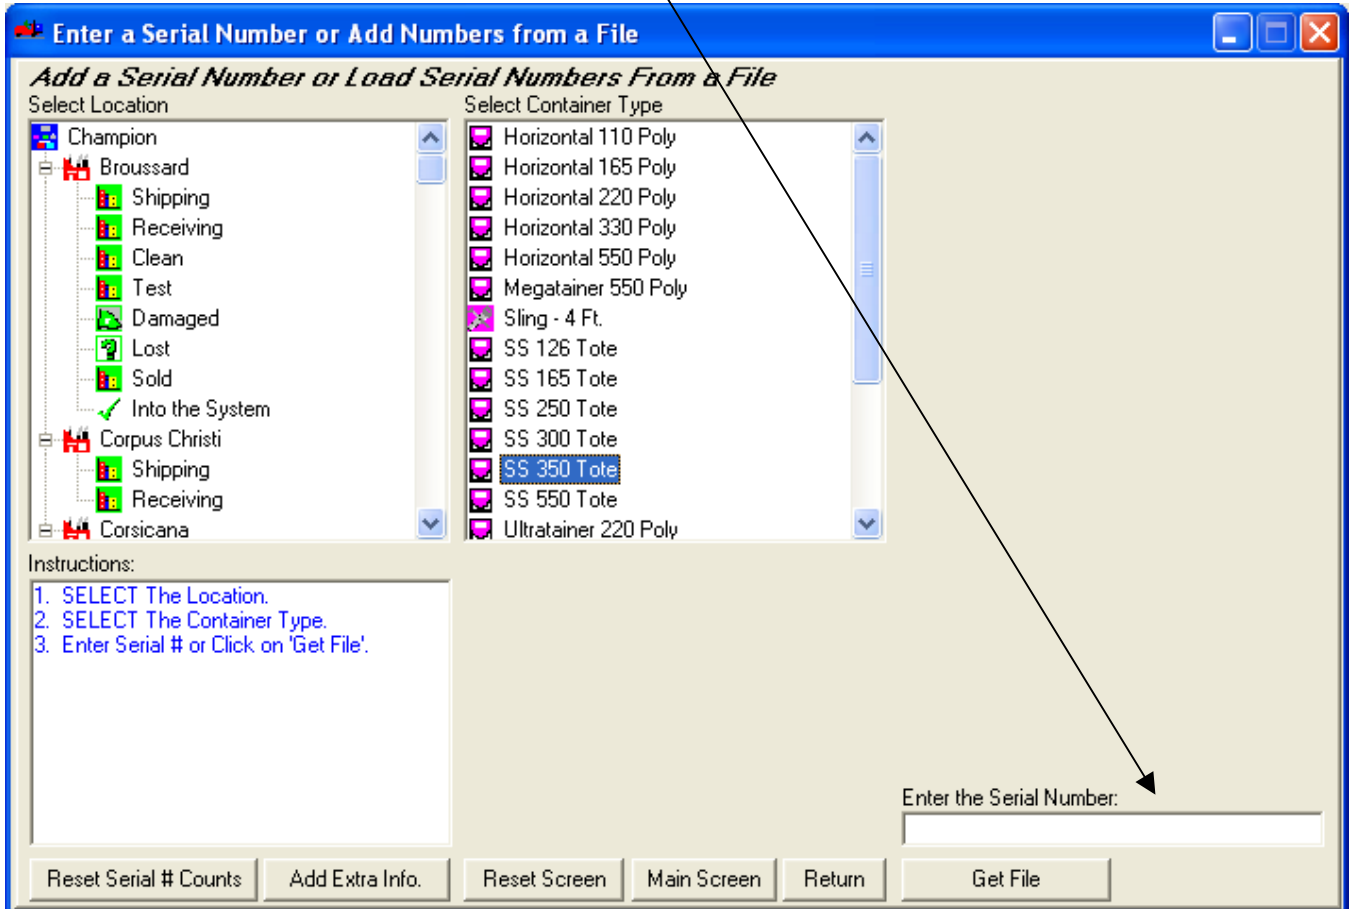 Enter a Serial Number or Add Numbers from a File
Add a Serial Number or Load Serial Numbers From a File
Select Location
Champion
Broussard
Shipping
Receiving
Clean
Test
Damaged
Lost
Sold
Into the System
Corpus Christi
Shipping
Receiving
Corsicana
Select Container Type
Horizontal 110 Poly
Horizontal 165 Poly
Horizontal 220 Poly
Horizontal 330 Poly
Horizontal 550 Poly
Megatainer 550 Poly
Sling - 4 Ft.
SS 126 Tote
SS 165 Tote
SS 250 Tote
SS 300 Tote
SS 350 Tote
SS 550 Tote
Ultratainer 220 Poly
Instructions:
1. SELECT The Location.
2. SELECT The Container Type.
3. Enter Serial # or Click on 'Get File'.
Enter the Serial Number:
Reset Serial # Counts
Add Extra Info.
Reset Screen
Main Screen
Return
Get File